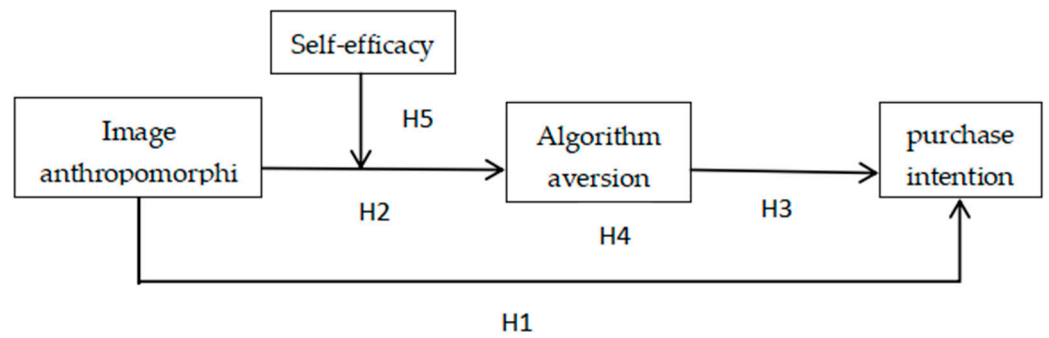 Self-efficacy
H5
Image
anthropomorphi
Algorithm
aversion
purchase
intention
H2
H3
H4
H1